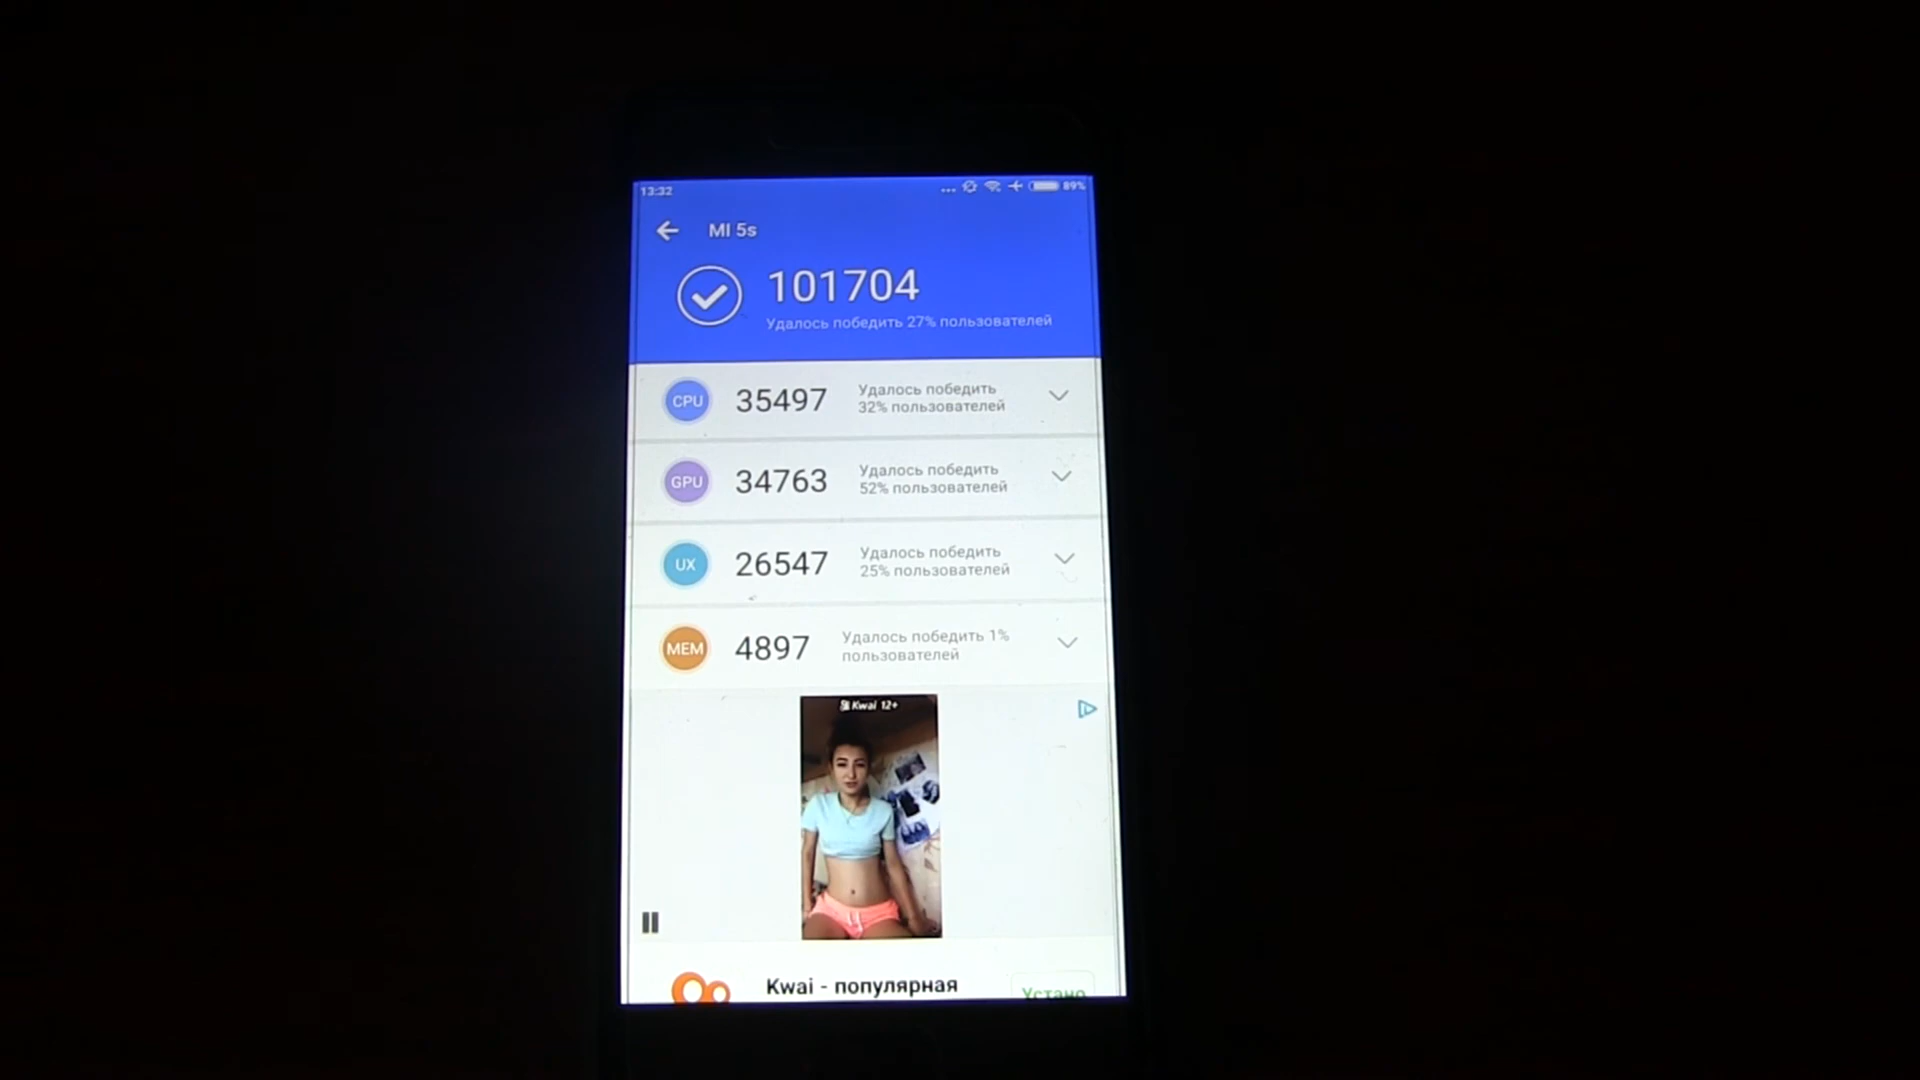 13:32
... 89%
MI 5s
101704
Удалось победить 27% пользователей
CPU 35497 Удалось победить
32% пользователей
GPU 34763 Удалось победить
52% пользователей
UX 26547 Удалось победить
25% пользователей
MEM 4897 Удалось победить 1%
пользователей
Kwai 12+
Kwai - популярная
Устано